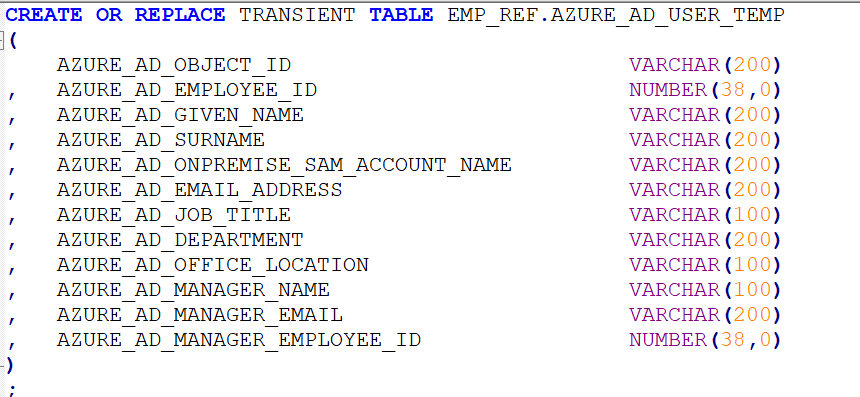 CREATE OR REPLACE TRANSIENT TABLE EMP_REF.AZURE_AD_USER_TEMP
(
    AZURE_AD_OBJECT_ID                           VARCHAR(200)
,   AZURE_AD_EMPLOYEE_ID                         NUMBER(38,0)
,   AZURE_AD_GIVEN_NAME                          VARCHAR(200)
,   AZURE_AD_SURNAME                             VARCHAR(200)
,   AZURE_AD_ONPREMISE_SAM_ACCOUNT_NAME          VARCHAR(200)
,   AZURE_AD_EMAIL_ADDRESS                       VARCHAR(200)
,   AZURE_AD_JOB_TITLE                           VARCHAR(100)
,   AZURE_AD_DEPARTMENT                          VARCHAR(200)
,   AZURE_AD_OFFICE_LOCATION                     VARCHAR(100)
,   AZURE_AD_MANAGER_NAME                        VARCHAR(100)
,   AZURE_AD_MANAGER_EMAIL                       VARCHAR(200)
,   AZURE_AD_MANAGER_EMPLOYEE_ID                 NUMBER(38,0)
)
;